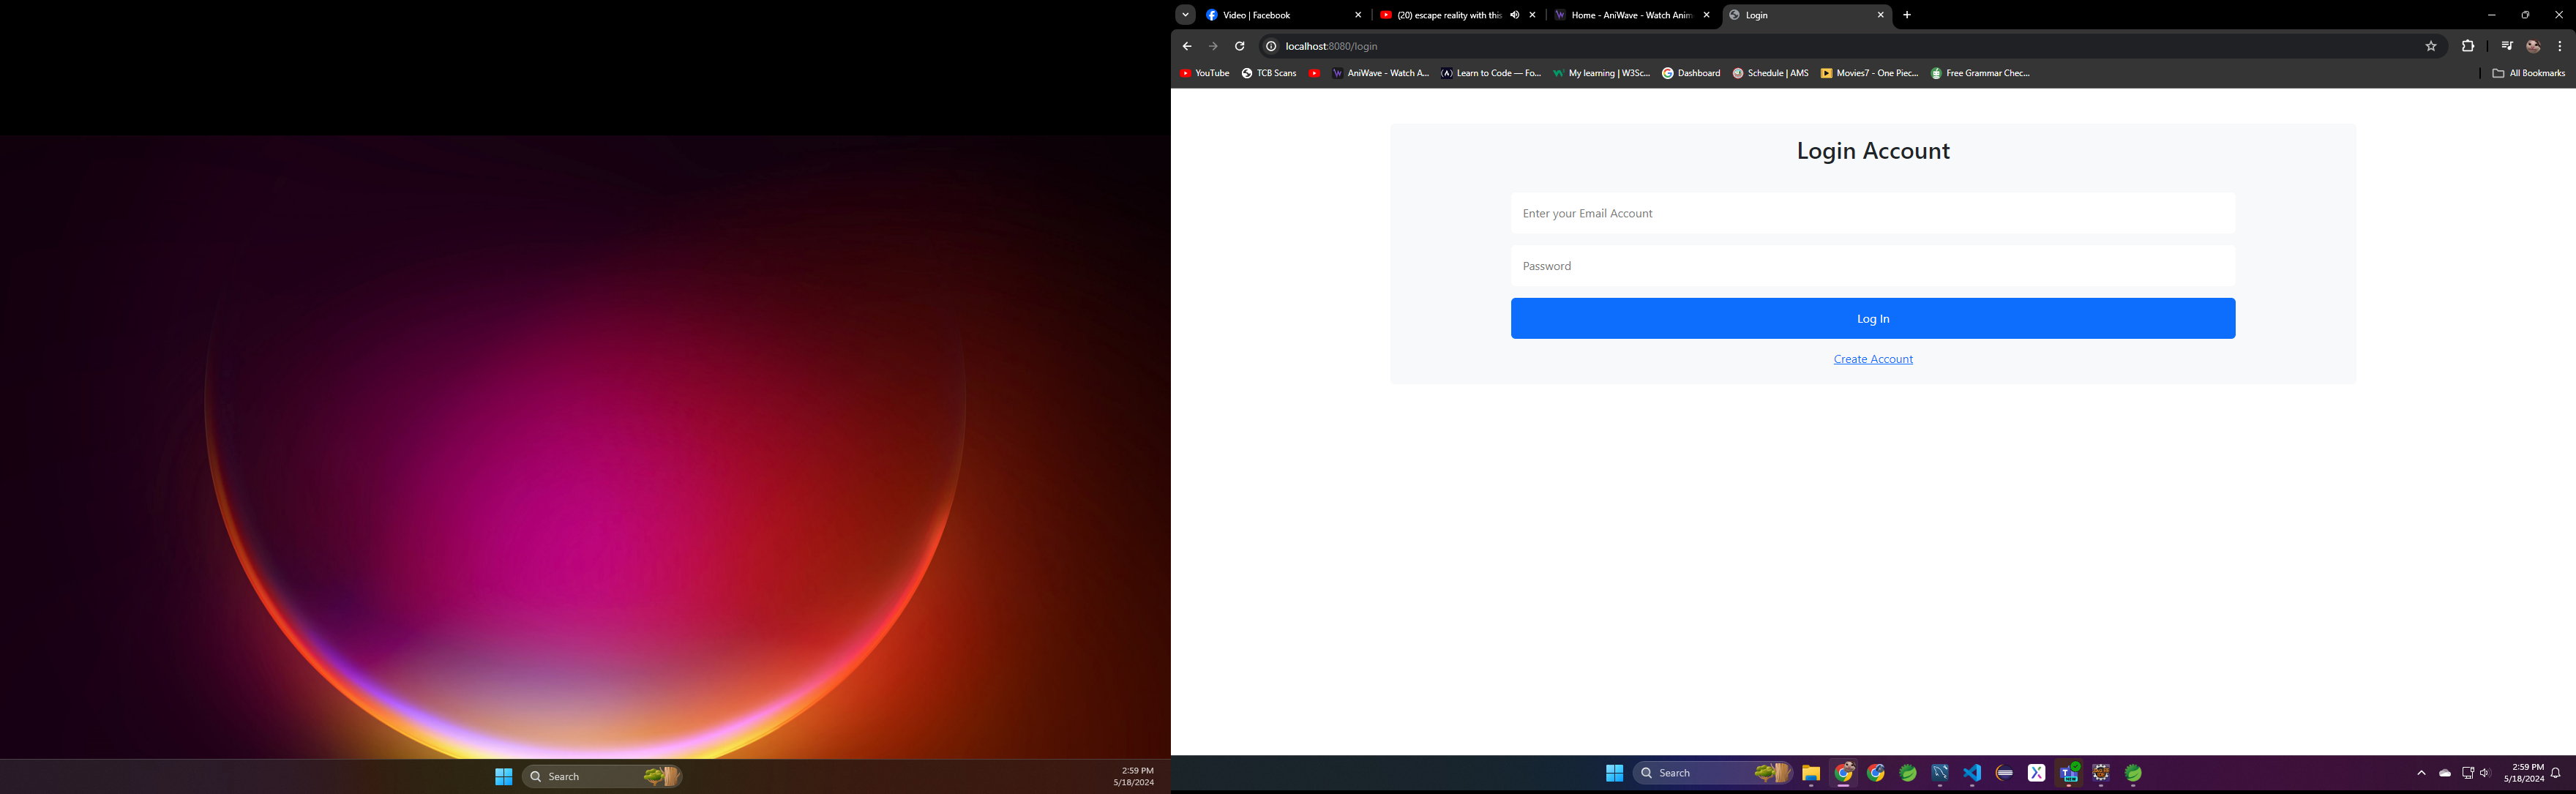 Search
2:59 PM
5/18/2024
Video | Facebook
(20) escape reality with this
Home - AniWave - Watch Anim
Login
localhost:8080/login
YouTube
TCB Scans
AniWave - Watch A...
Learn to Code — Fo...
My learning | W3Sc...
Dashboard
Schedule | AMS
Movies7 - One Piec...
Free Grammar Chec...
All Bookmarks
Login Account
Enter your Email Account
Password
Log In
Create Account
Search
2:59 PM
5/18/2024